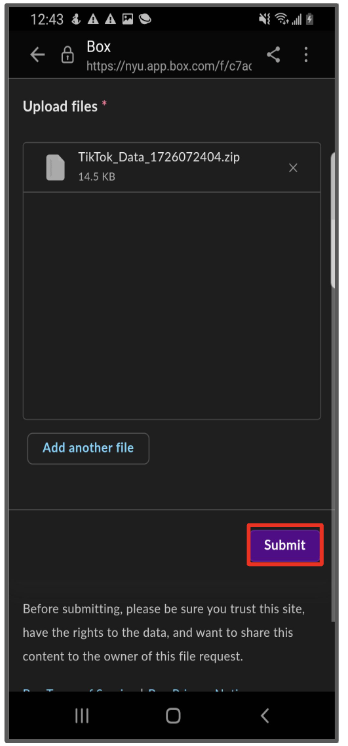 12:43
Box
https://nyu.app.box.com/f/c7ac
Upload files *
TikTok_Data_1726072404.zip
14.5 KB
Add another file
Submit
Before submitting, please be sure you trust this site,
have the rights to the data, and want to share this
content to the owner of this file request.